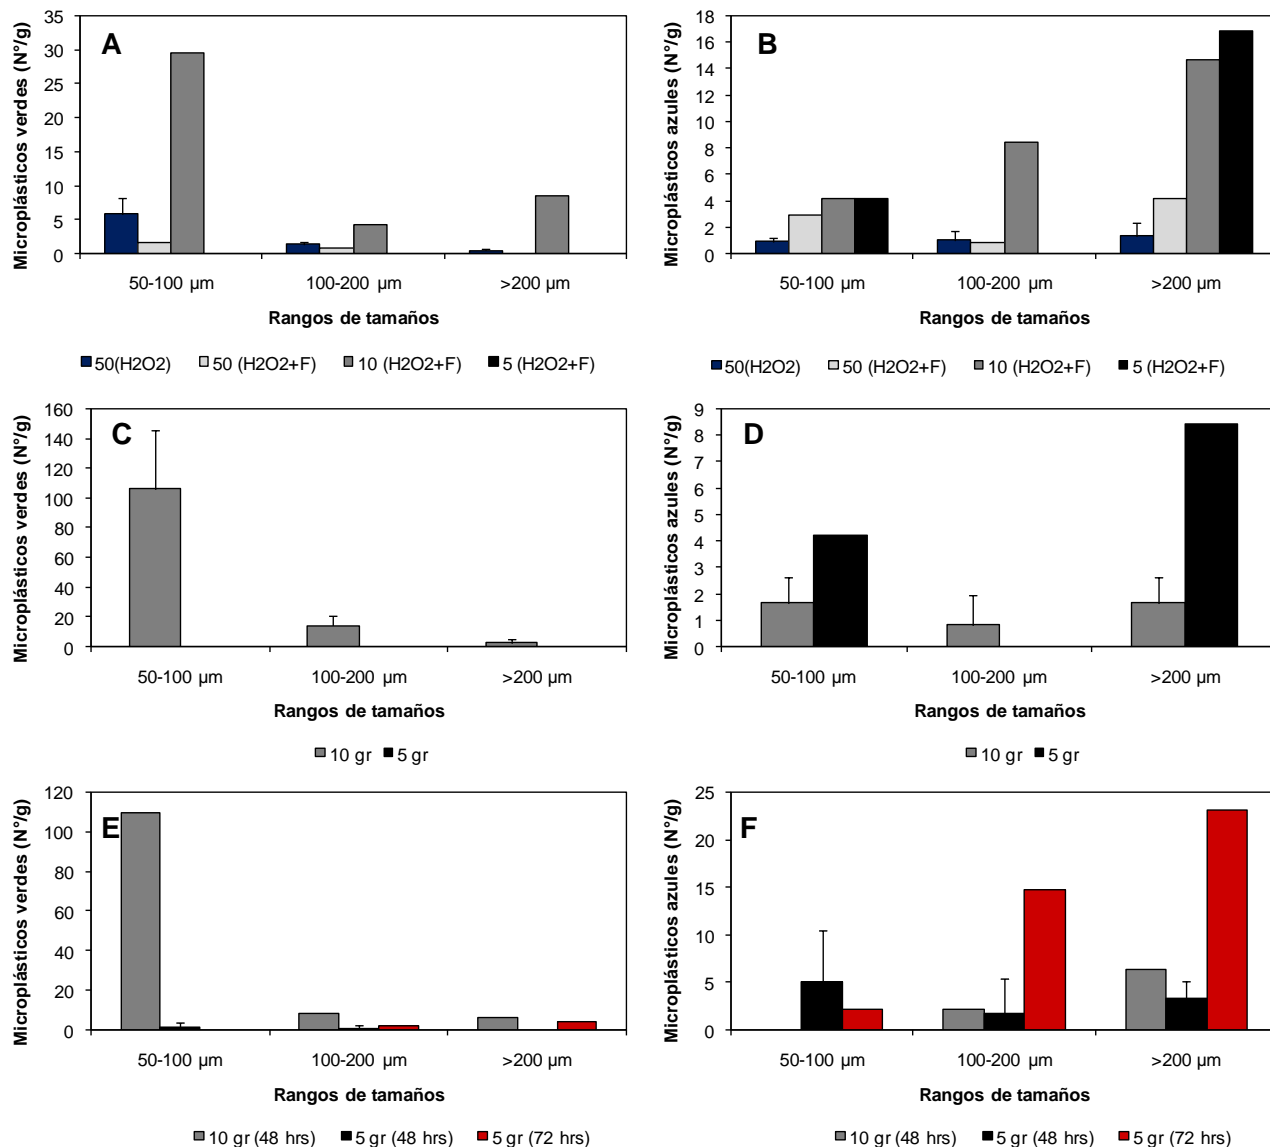 A
Microplásticos verdes (N°/g)
35
30
25
20
15
10
5
0
50-100 µm 100-200 µm >200 µm
Rangos de tamaños
50(H2O2) 50 (H2O2+F) 10 (H2O2+F) 5 (H2O2+F)
B
Microplásticos azules (N°/g)
18
16
14
12
10
8
6
4
2
0
50-100 µm 100-200 µm >200 µm
Rangos de tamaños
50(H2O2) 50 (H2O2+F) 10 (H2O2+F) 5 (H2O2+F)
C
Microplásticos verdes (N°/g)
160
140
120
100
80
60
40
20
0
50-100 µm 100-200 µm >200 µm
Rangos de tamaños
10 gr 5 gr
D
Microplásticos azules (N°/g)
9
8
7
6
5
4
3
2
1
0
50-100 µm 100-200 µm >200 µm
Rangos de tamaños
10 gr 5 gr
E
Microplásticos verdes (N°/g)
120
100
80
60
40
20
0
50-100 µm 100-200 µm >200 µm
Rangos de tamaños
10 gr (48 hrs) 5 gr (48 hrs) 5 gr (72 hrs)
F
Microplásticos azules (N°/g)
25
20
15
10
5
0
50-100 µm 100-200 µm >200 µm
Rangos de tamaños
10 gr (48 hrs) 5 gr (48 hrs) 5 gr (72 hrs)